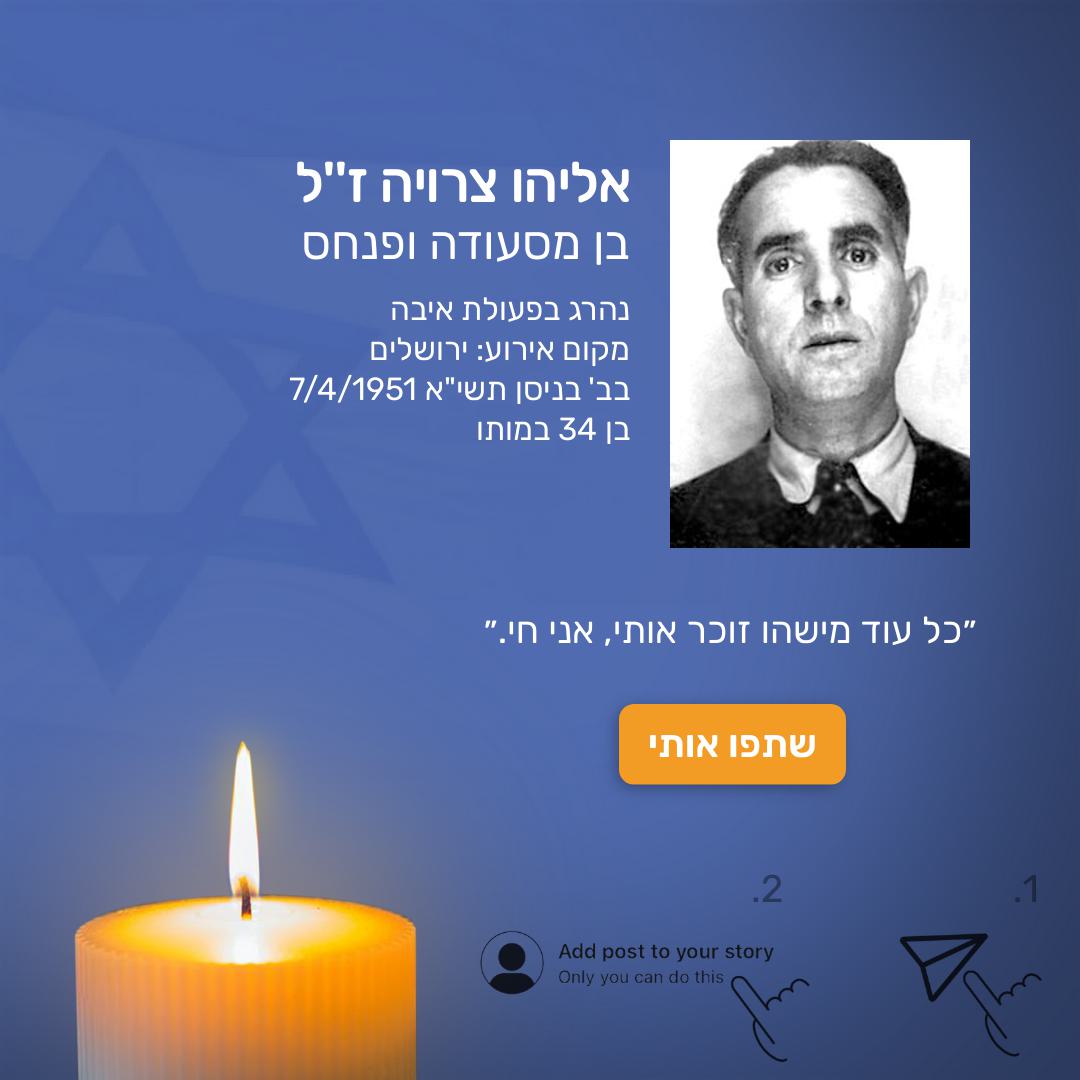 אליהו צרויה ז"ל
בן מסעודה ופנחס
נהרג בפעולת איבה
מקום אירוע: ירושלים
בב' בניסן תשי"א 7/4/1951
בן 34 במותו
״כל עוד מישהו זוכר אותי, אני חי.״
שתפו אותי
.1
.2
Add post to your story
Only you can do this